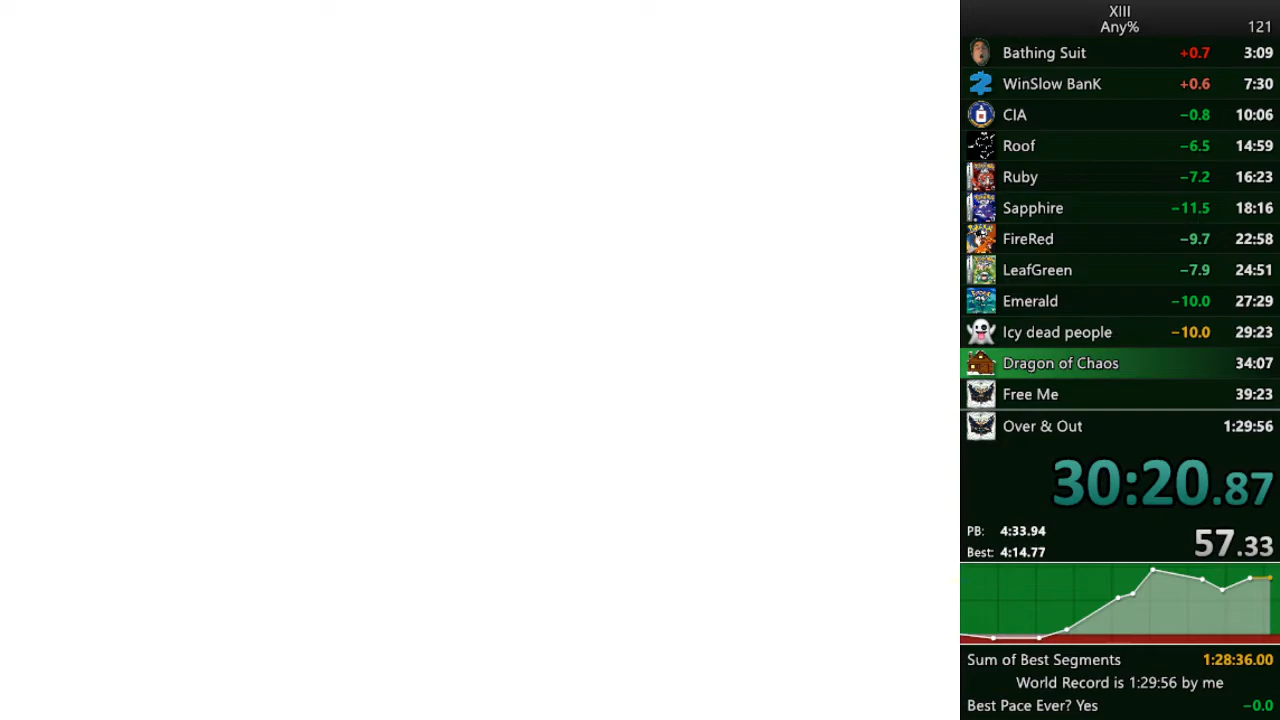 XIII
Any% 121
Bathing Suit +0.7 3:09
WinSlow BanK +0.6 7:30
CIA −0.8 10:06
Roof −6.5 14:59
Ruby −7.2 16:23
Sapphire −11.5 18:16
FireRed −9.7 22:58
LeafGreen −7.9 24:51
Emerald −10.0 27:29
Icy dead people −10.0 29:23
Dragon of Chaos 34:07
Free Me 39:23
Over & Out 1:29:56
30:20.87
PB: 4:33.94
57.33
Best: 4:14.77
Sum of Best Segments 1:28:36.00
World Record is 1:29:56 by me
Best Pace Ever? Yes −0.0